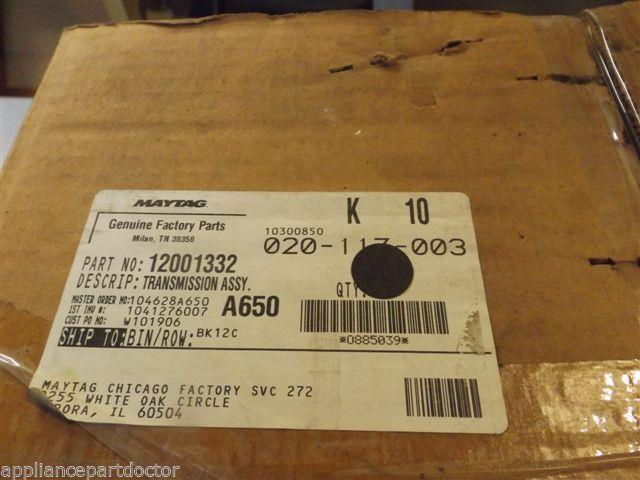 MAYTAG
K 10
Genuine Factory Parts
Milan, TN 38358
10300850
020-117-003
PART NO: 12001332
DESCRIP: TRANSMISSION ASSY.
QTY
MASTER ORDER NO: 104628A650
A650
1ST INV #: 1041276007
CUST PO NO: W101906
*0885039*
SHIP TO: BIN/ROW: BK12C
MAYTAG CHICAGO FACTORY SVC 272
255 WHITE OAK CIRCLE
RORA, IL 60504
© appliancepartdoctor